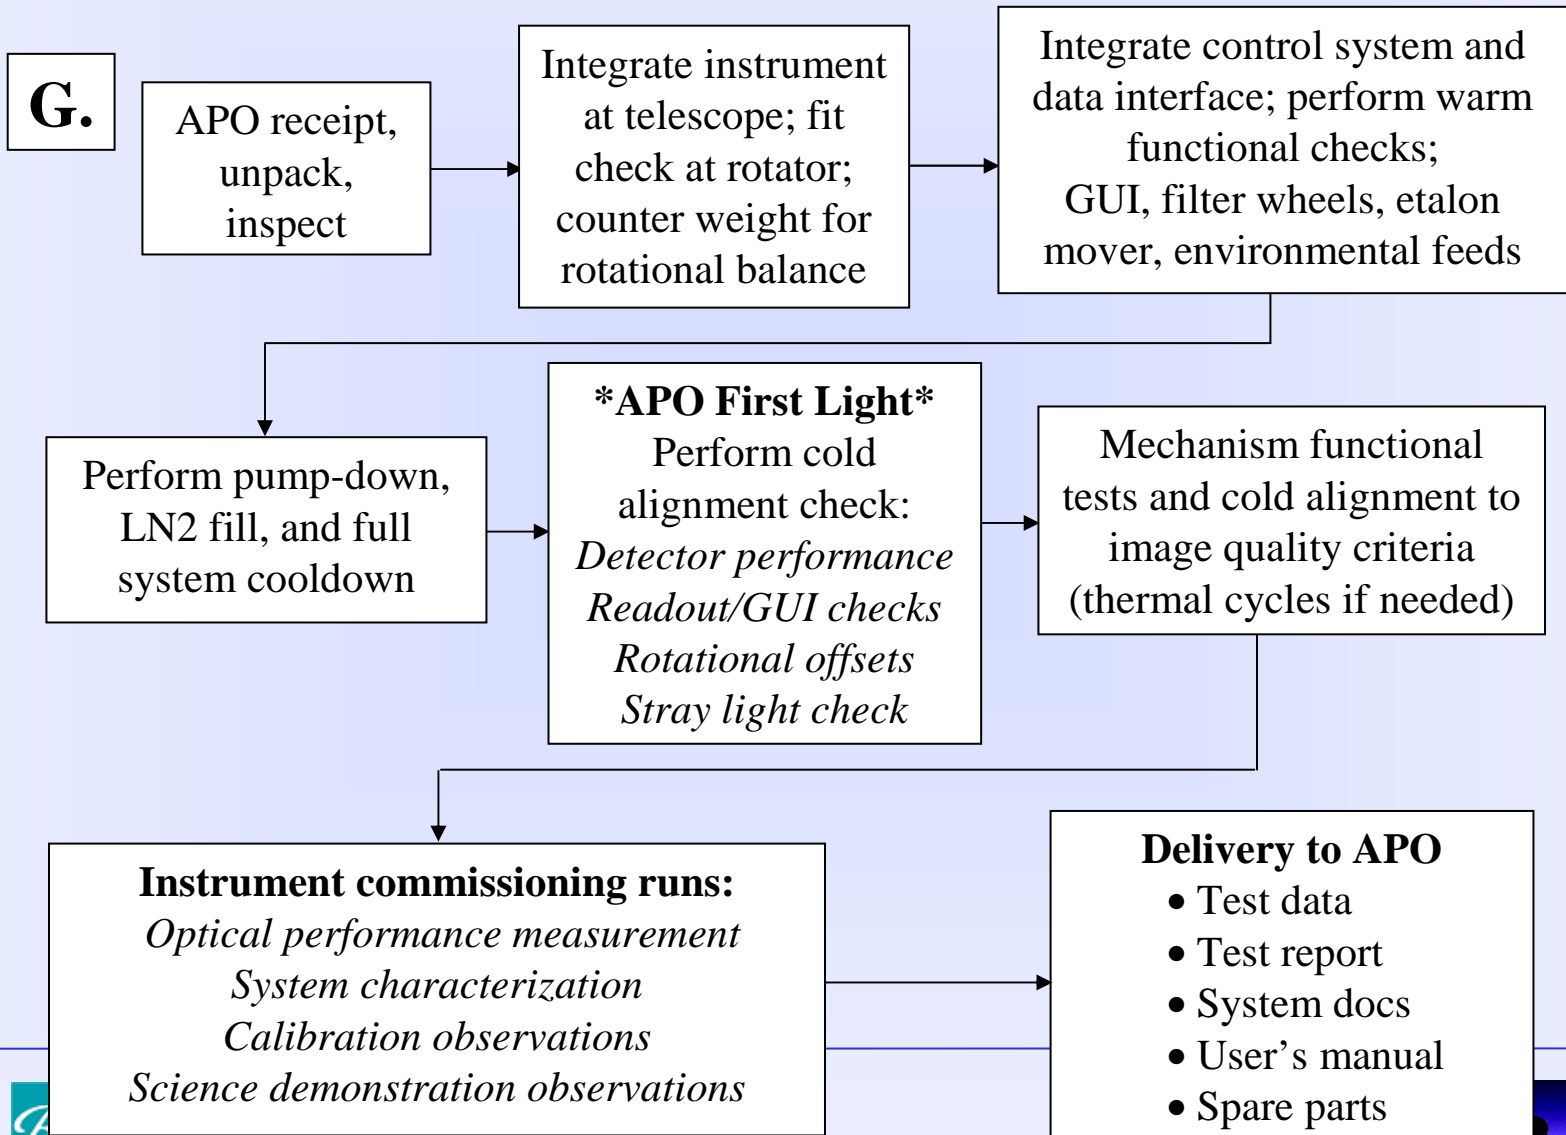 G.
APO receipt,
unpack,
inspect
Integrate instrument
at telescope; fit
check at rotator;
counter weight for
rotational balance
Integrate control system and
data interface; perform warm
functional checks;
GUI, filter wheels, etalon
mover, environmental feeds
Perform pump-down,
LN2 fill, and full
system cooldown
*APO First Light*
Perform cold
alignment check:
Detector performance
Readout/GUI checks
Rotational offsets
Stray light check
Mechanism functional
tests and cold alignment to
image quality criteria
(thermal cycles if needed)
Instrument commissioning runs:
Optical performance measurement
System characterization
Calibration observations
Science demonstration observations
Delivery to APO
• Test data
• Test report
• System docs
• User’s manual
• Spare parts